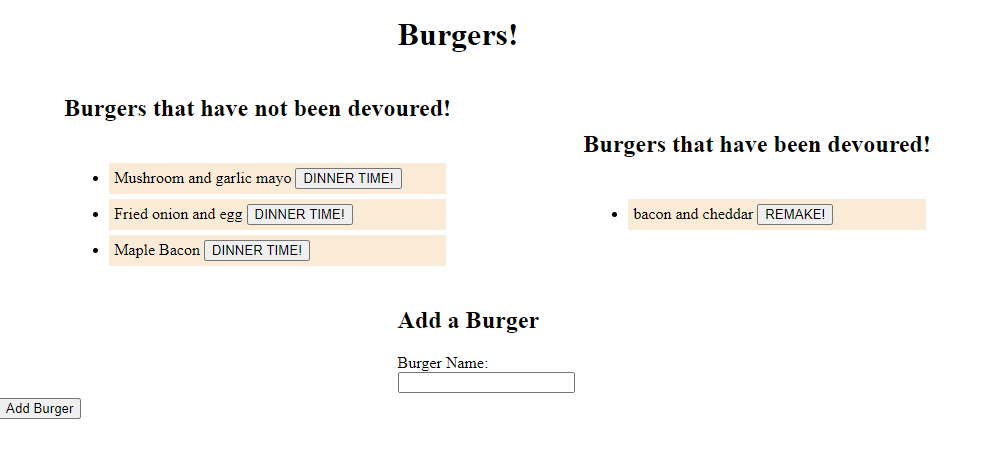 Burgers!
Burgers that have not been devoured!
Mushroom and garlic mayo DINNER TIME!
Fried onion and egg DINNER TIME!
Maple Bacon DINNER TIME!
Burgers that have been devoured!
bacon and cheddar REMAKE!
Add a Burger
Burger Name:
Add Burger